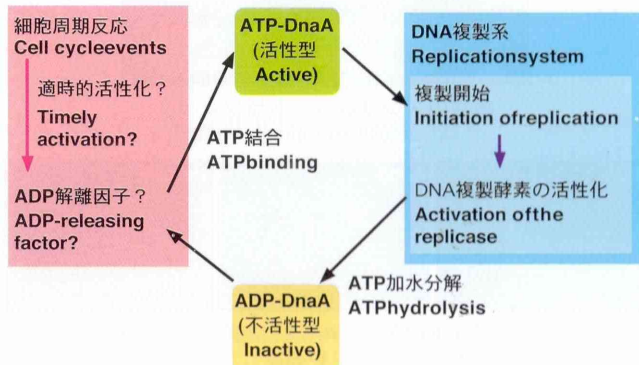 細胞周期反応
Cell cycleevents
適時的活性化？
Timely
activation?
ADP解離因子？
ADP-releasing
factor?
ATP-DnaA
(活性型
Active)
ATP結合
ATPbinding
DNA複製系
Replicationsystem
複製開始
Initiation ofreplication
DNA複製酵素の活性化
Activation ofthe
replicase
ATP加水分解
ATPhydrolysis
ADP-DnaA
(不活性型
Inactive)